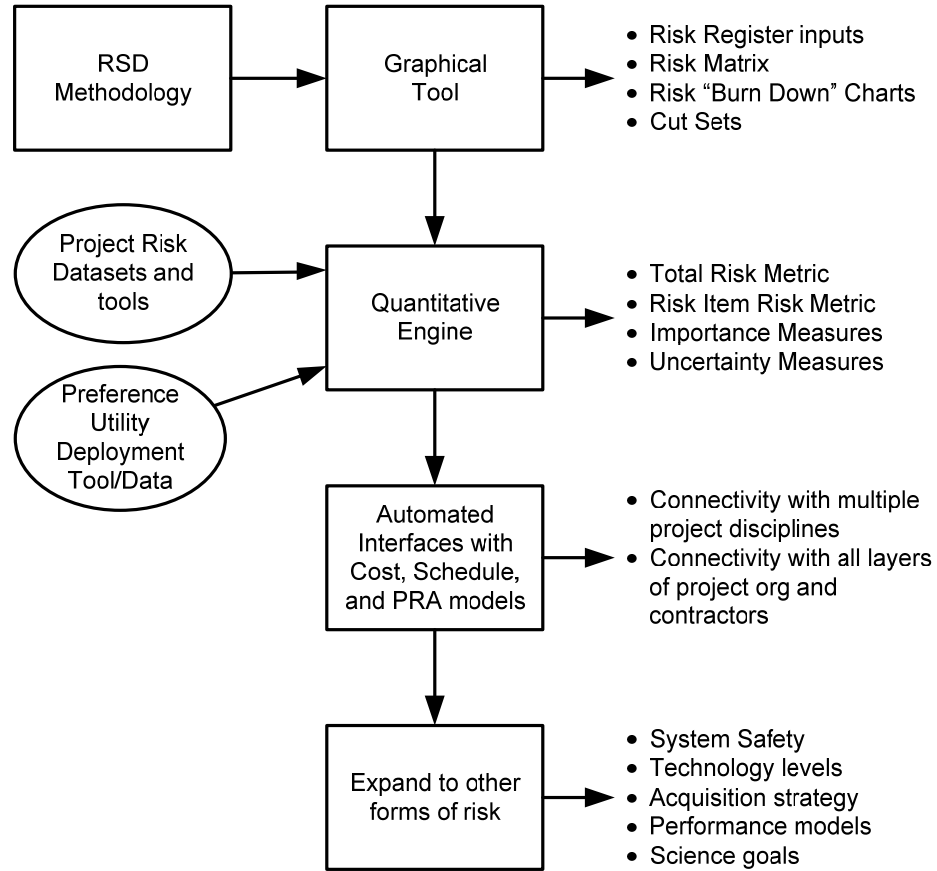 RSD
Methodology
Graphical
Tool
• Risk Register inputs
• Risk Matrix
• Risk “Burn Down” Charts
• Cut Sets
Project Risk
Datasets and
tools
Quantitative
Engine
• Total Risk Metric
• Risk Item Risk Metric
• Importance Measures
• Uncertainty Measures
Preference
Utility
Deployment
Tool/Data
Automated
Interfaces with
Cost, Schedule,
and PRA models
• Connectivity with multiple
project disciplines
• Connectivity with all layers
of project org and
contractors
Expand to other
forms of risk
• System Safety
• Technology levels
• Acquisition strategy
• Performance models
• Science goals